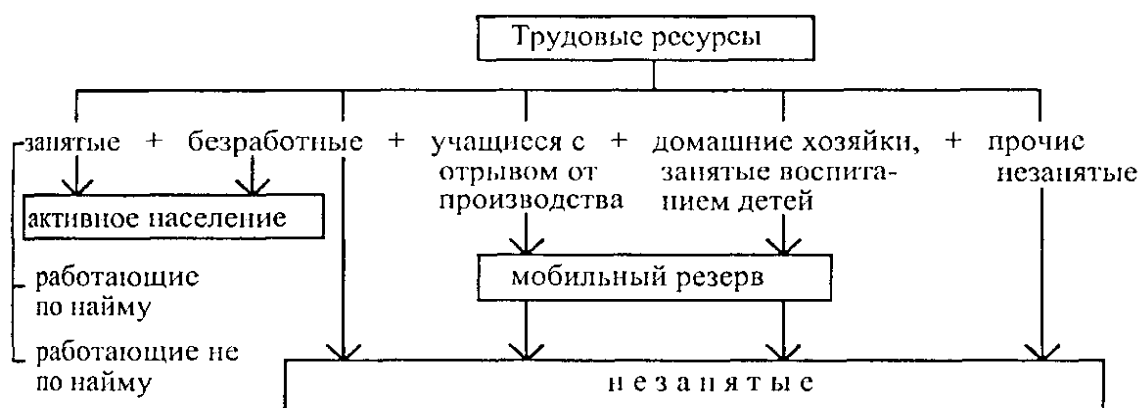 Трудовые ресурсы
занятые + безработные + учащиеся с + домашние хозяйки, + прочие
отрывом от занятые воспита- незанятые
производства нием детей
активное население
работающие
по найму
мобильный резерв
работающие не
по найму
незанятые